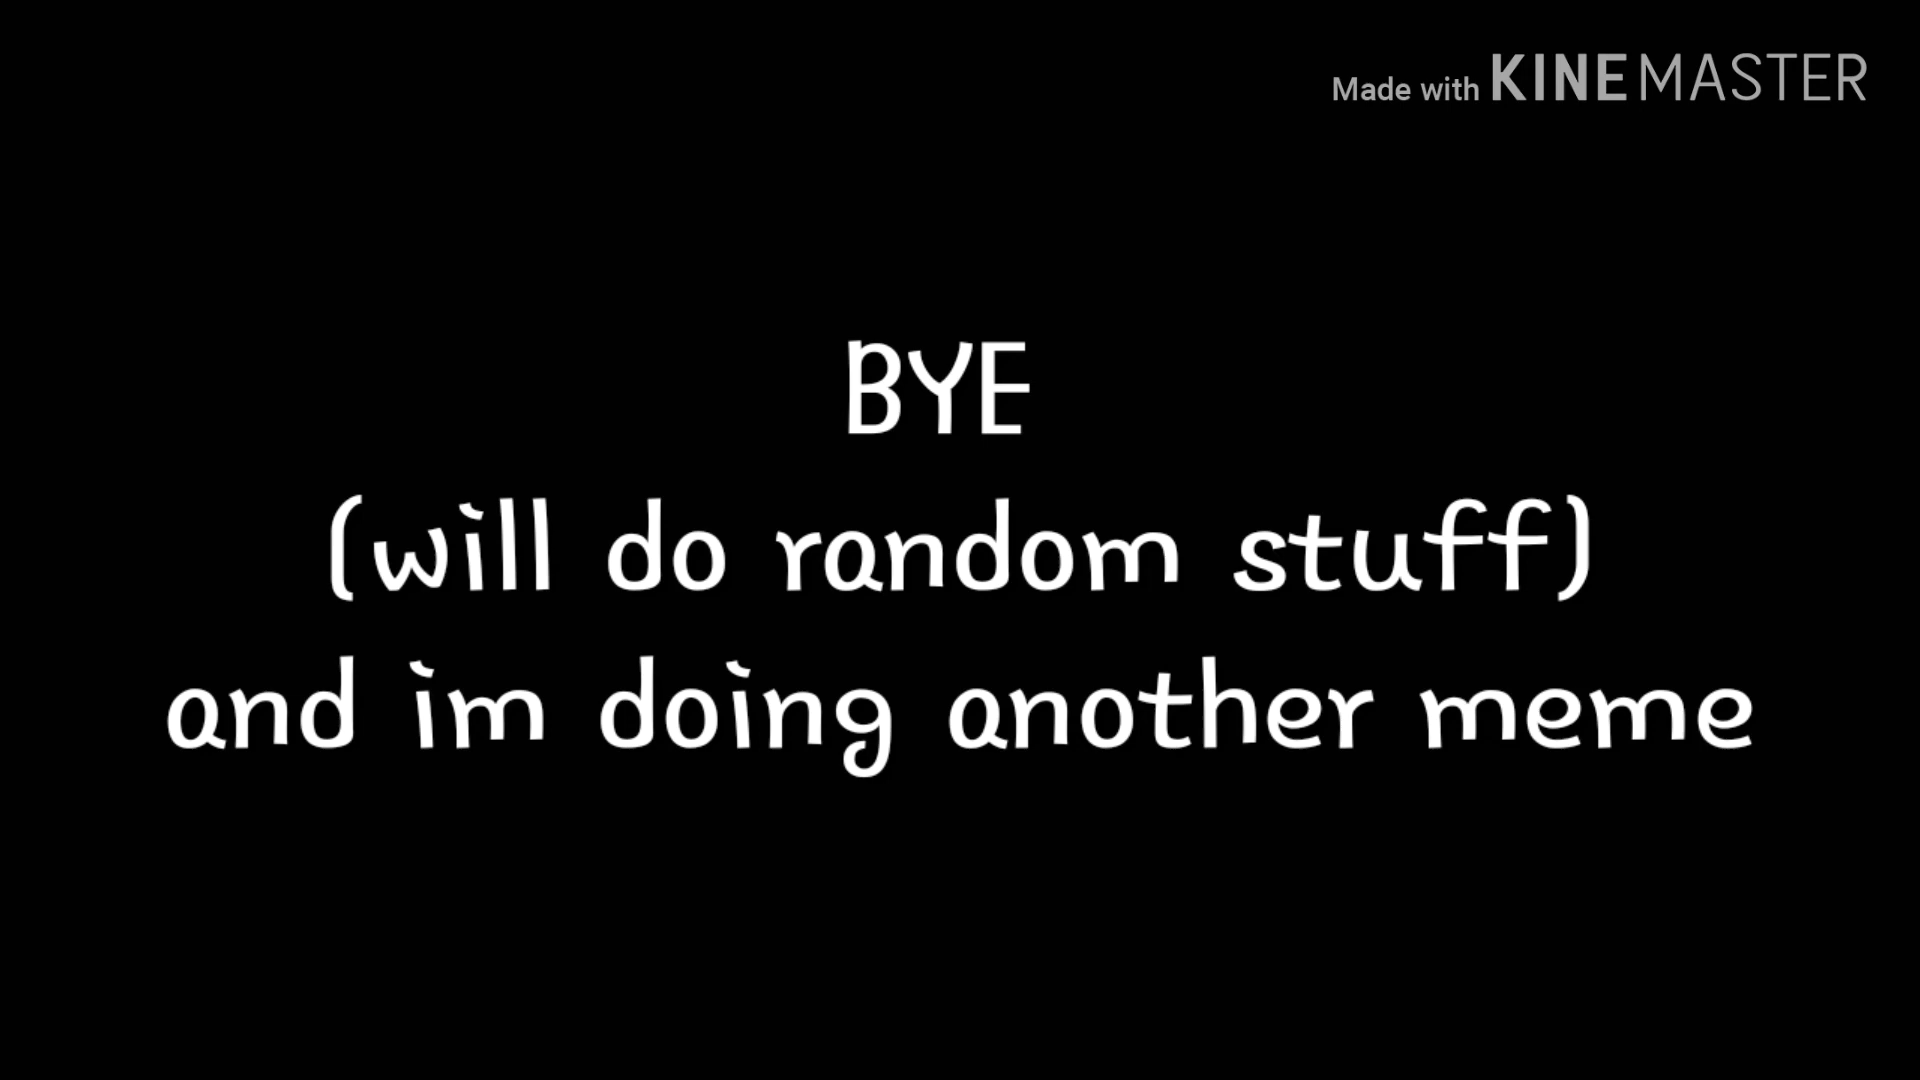 Made with KINEMASTER
BYE
(will do random stuff)
and im doing another meme